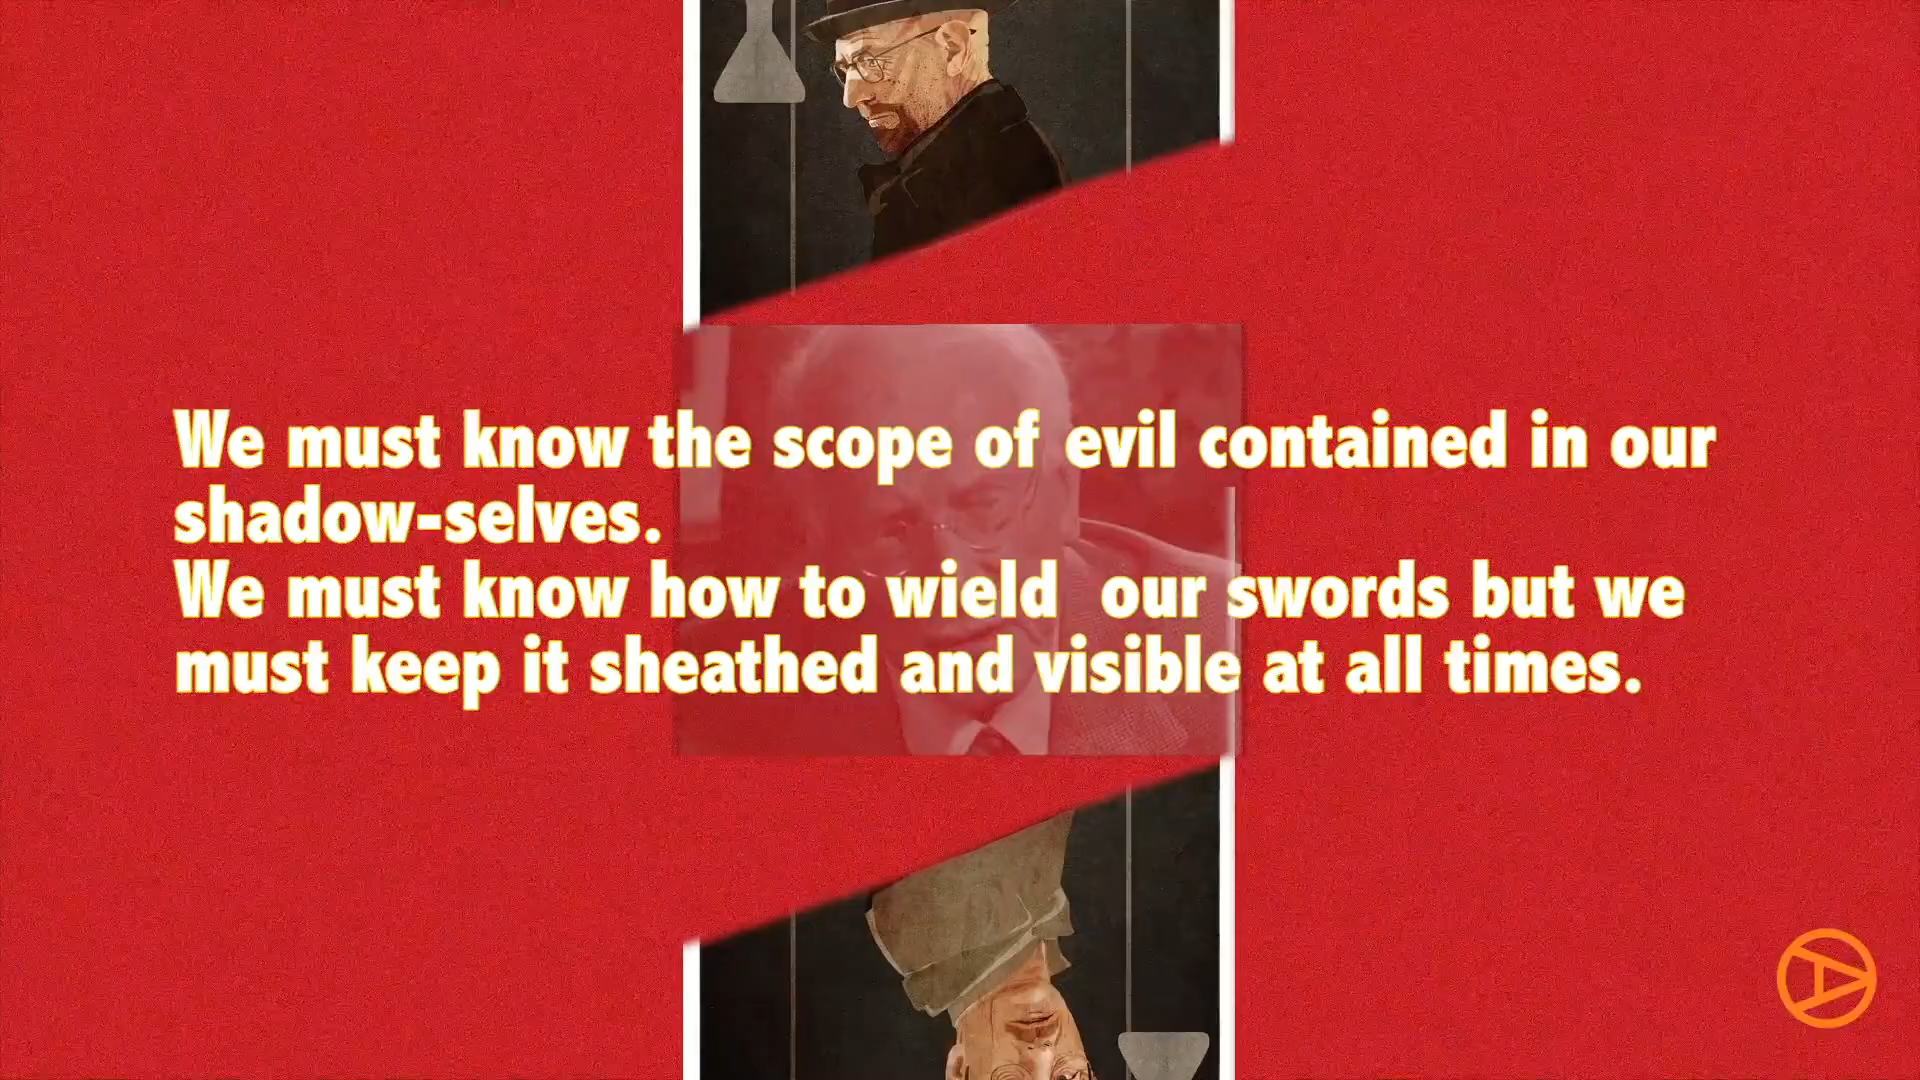 We must know the scope of evil contained in our
shadow-selves.
We must know how to wield  our swords but we
must keep it sheathed and visible at all times.